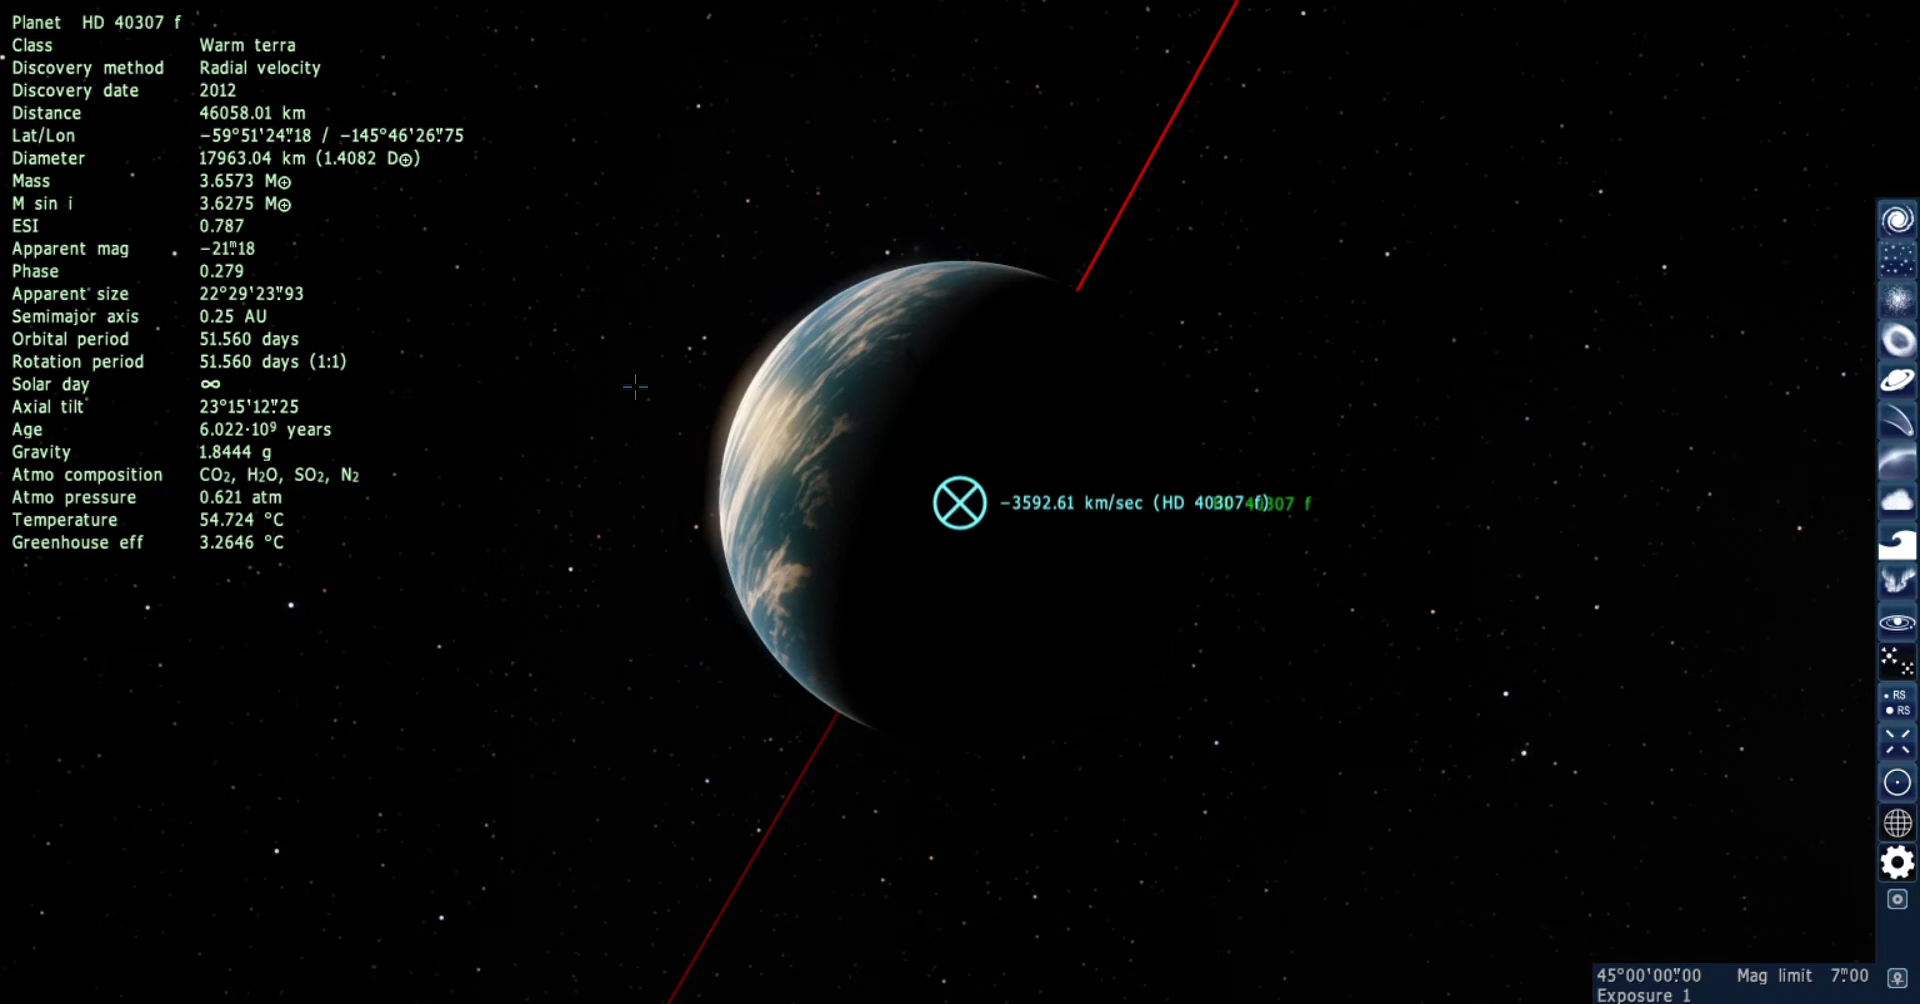 Planet HD 40307 f
Class Warm terra
Discovery method Radial velocity
Discovery date 2012
Distance 46058.01 km
Lat/Lon −59°51'24"18 / −145°46'26"75
Diameter 17963.04 km (1.4082 D⊕)
Mass 3.6573 M⊕
M sin i 3.6275 M⊕
ESI 0.787
Apparent mag −21ᵐ18
Phase 0.279
Apparent size 22°29'23"93
Semimajor axis 0.25 AU
Orbital period 51.560 days
Rotation period 51.560 days (1:1)
Solar day ∞
Axial tilt 23°15'12"25
Age 6.022·10⁹ years
Gravity 1.8444 g
Atmo composition CO₂, H₂O, SO₂, N₂
Atmo pressure 0.621 atm
Temperature 54.724 °C
Greenhouse eff 3.2646 °C
−3592.61 km/sec (HD 40307 f)
HD 40307 f
RS
RS
45°00'00"00 Mag limit 7ᵐ00
Exposure 1